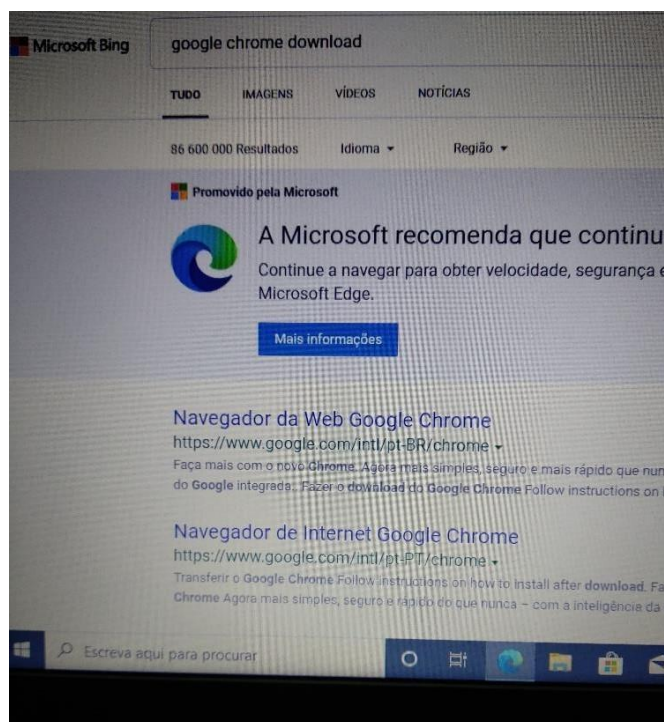 Microsoft Bing
google chrome download
TUDO IMAGENS VÍDEOS NOTÍCIAS
86 600 000 Resultados Idioma Região
Promovido pela Microsoft
A Microsoft recomenda que continu
Continue a navegar para obter velocidade, segurança e
Microsoft Edge.
Mais informações
Navegador da Web Google Chrome
https://www.google.com/intl/pt-BR/chrome
Faça mais com o novo Chrome. Agora mais simples, seguro e mais rápido que nun
do Google integrada. Fazer o download do Google Chrome Follow instructions on
Navegador de Internet Google Chrome
https://www.google.com/intl/pt-PT/chrome
Transferir o Google Chrome Follow instructions on how to install after download. Fa
Chrome Agora mais simples, seguro e rápido do que nunca – com a inteligência da
Escreva aqui para procurar